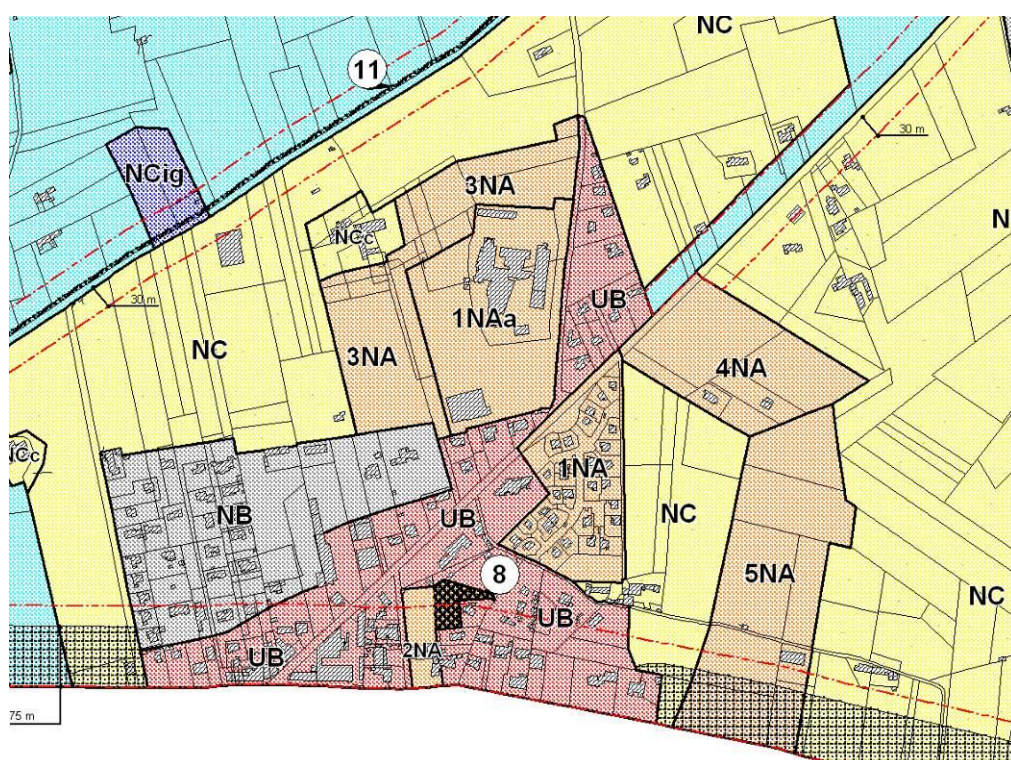 NC
11
30 m
NCig
3NA
N
NCc
UB
1NAa
30 m
NC
3NA
4NA
NCc
1NA
NB
UB
NC
8
5NA
NC
UB
UB
2NA
75 m